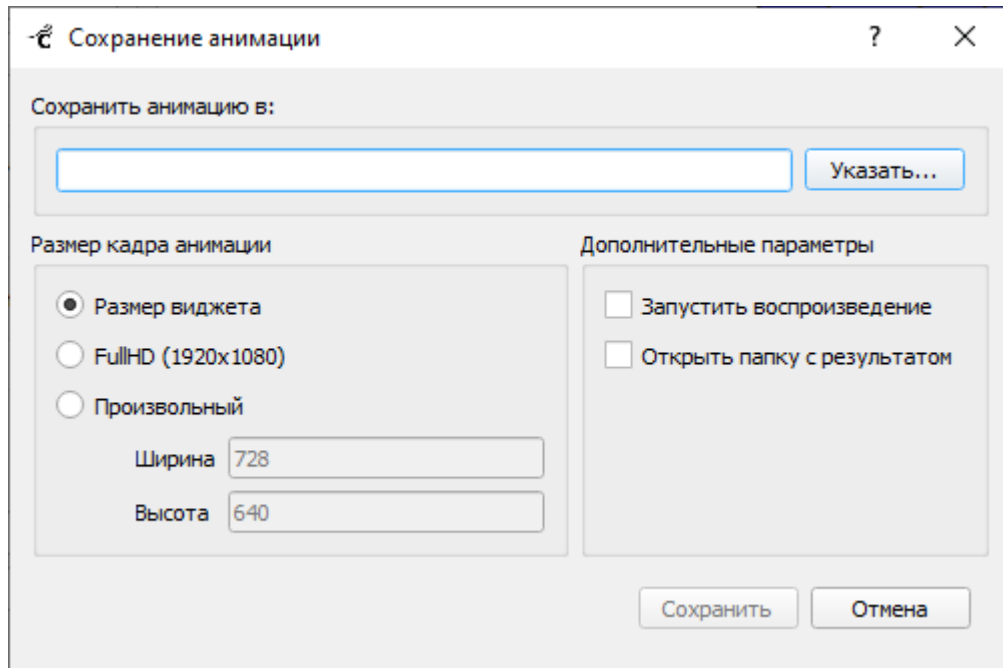 Сохранение анимации
Сохранить анимацию в:
Указать...
Размер кадра анимации
Размер виджета
FullHD (1920x1080)
Произвольный
Ширина 728
Высота 640
Дополнительные параметры
Запустить воспроизведение
Открыть папку с результатом
Сохранить Отмена